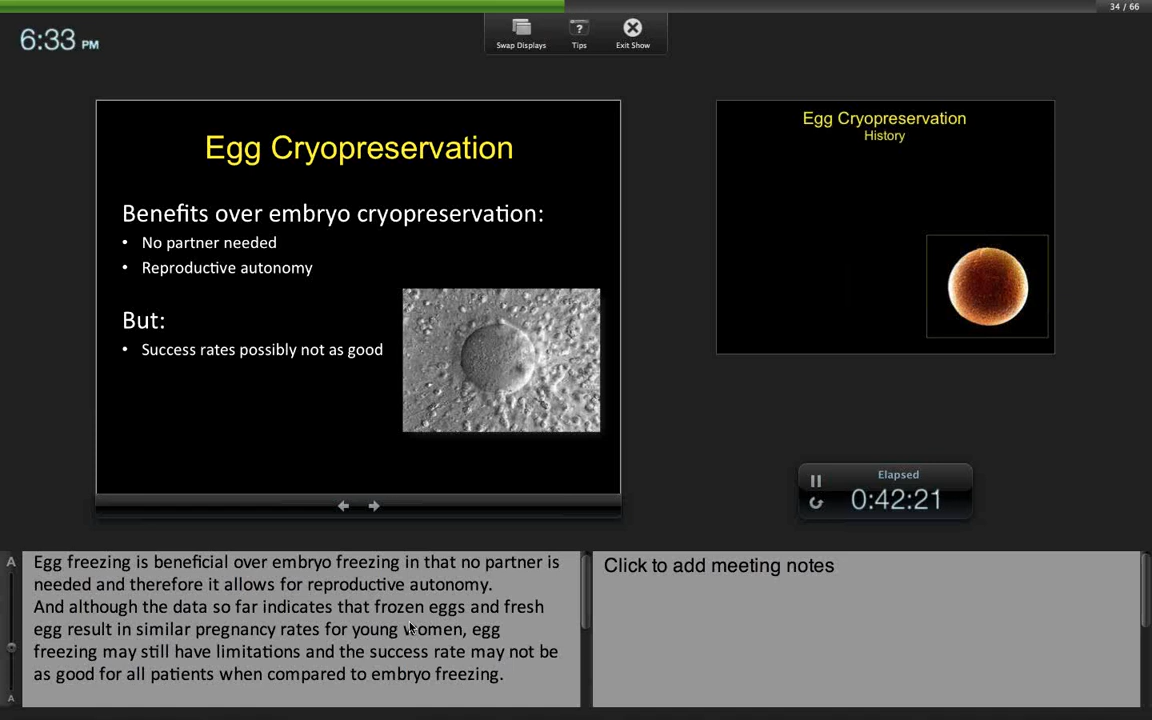 34 / 66
6:33 PM
Swap Displays
Tips
Exit Show
Egg Cryopreservation
Benefits over embryo cryopreservation:
• No partner needed
• Reproductive autonomy
But:
• Success rates possibly not as good
Egg Cryopreservation
History
Elapsed
0:42:21
A
A
Egg freezing is beneficial over embryo freezing in that no partner is
needed and therefore it allows for reproductive autonomy.
And although the data so far indicates that frozen eggs and fresh
egg result in similar pregnancy rates for young women, egg
freezing may still have limitations and the success rate may not be
as good for all patients when compared to embryo freezing.
Click to add meeting notes